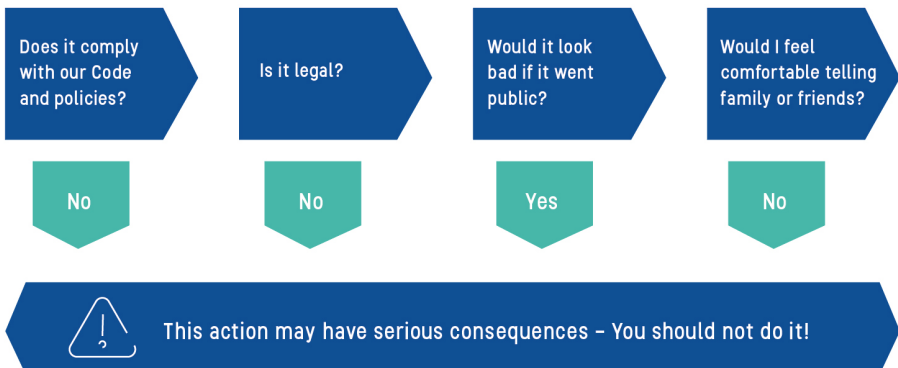 Does it comply
with our Code
and policies?
Is it legal?
Would it look
bad if it went
public?
Would I feel
comfortable telling
family or friends?
No
No
Yes
No
This action may have serious consequences – You should not do it!